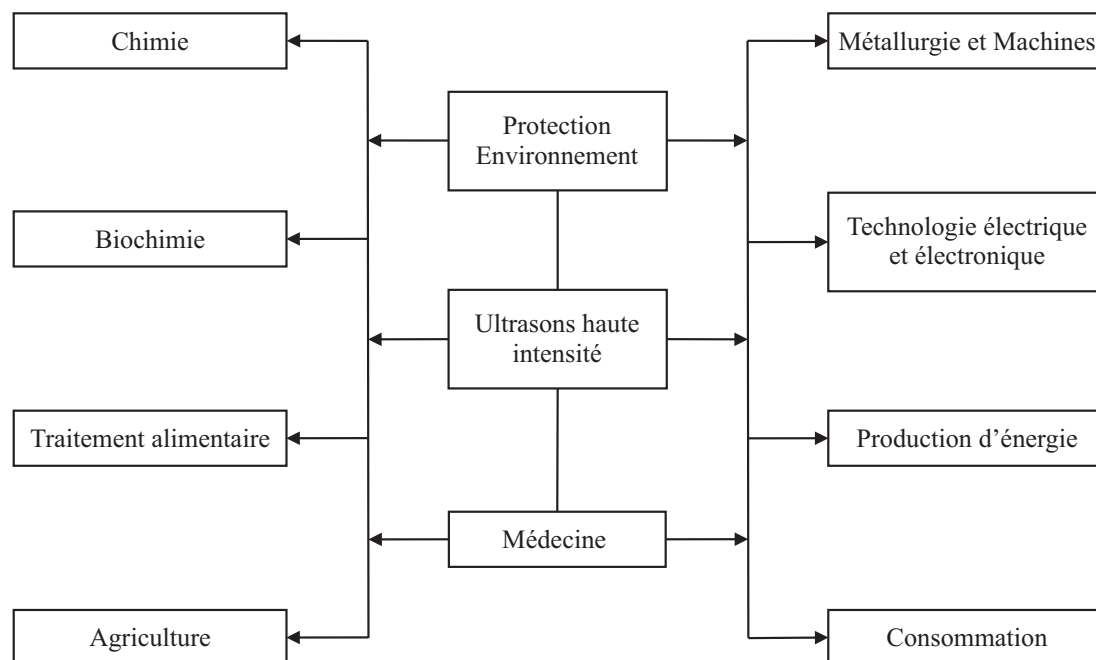 Chimie
Métallurgie et Machines
Protection
Environnement
Biochimie
Technologie électrique
et électronique
Ultrasons haute
intensité
Traitement alimentaire
Production d’énergie
Médecine
Agriculture
Consommation